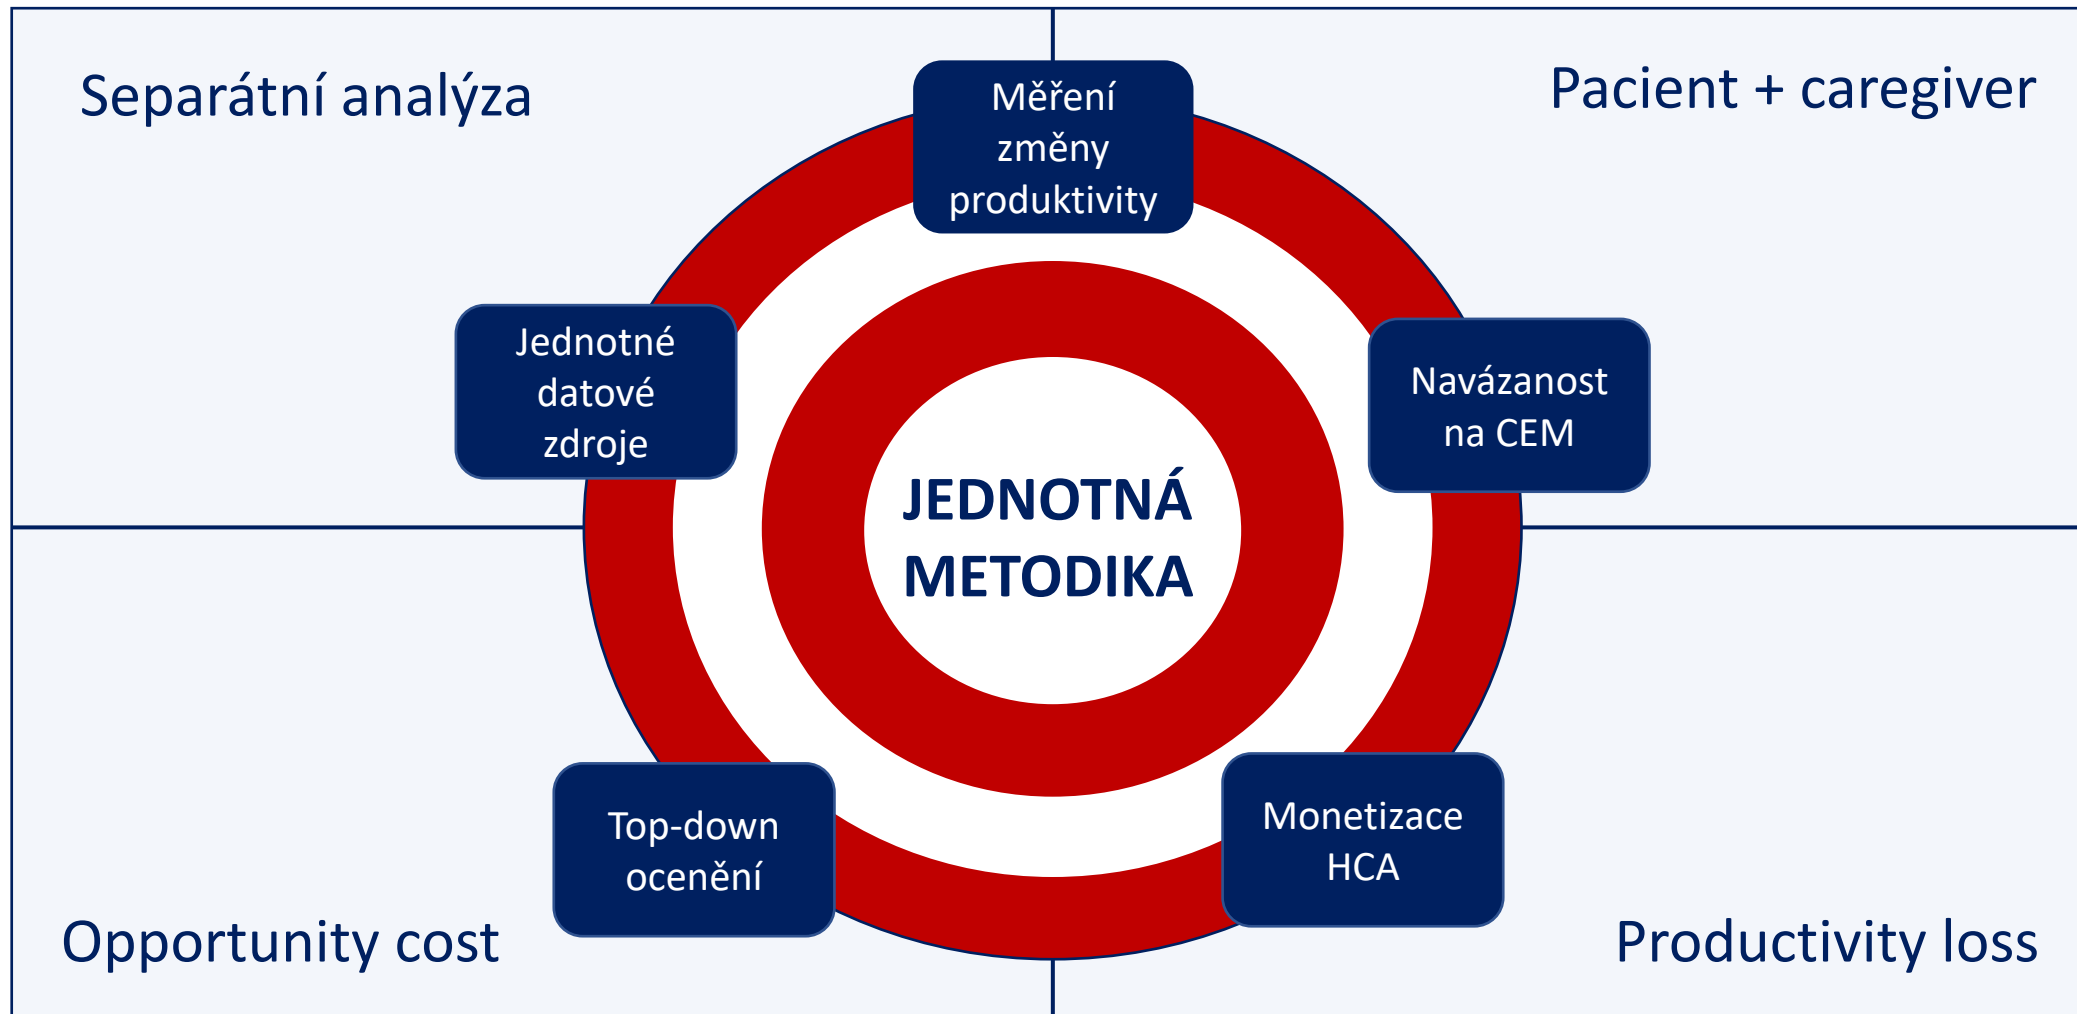 Separátní analýza
Pacient + caregiver
Měření
změny
produktivity
Jednotné
datové
zdroje
Navázanost
na CEM
JEDNOTNÁ
METODIKA
Top-down
ocenění
Monetizace
HCA
Opportunity cost
Productivity loss